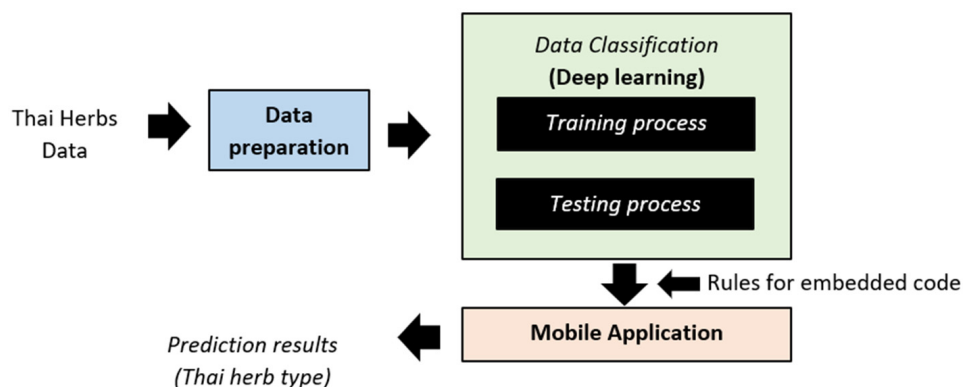 Thai Herbs
Data
Data
preparation
Data Classification
(Deep learning)
Training process
Testing process
Rules for embedded code
Mobile Application
Prediction results
(Thai herb type)